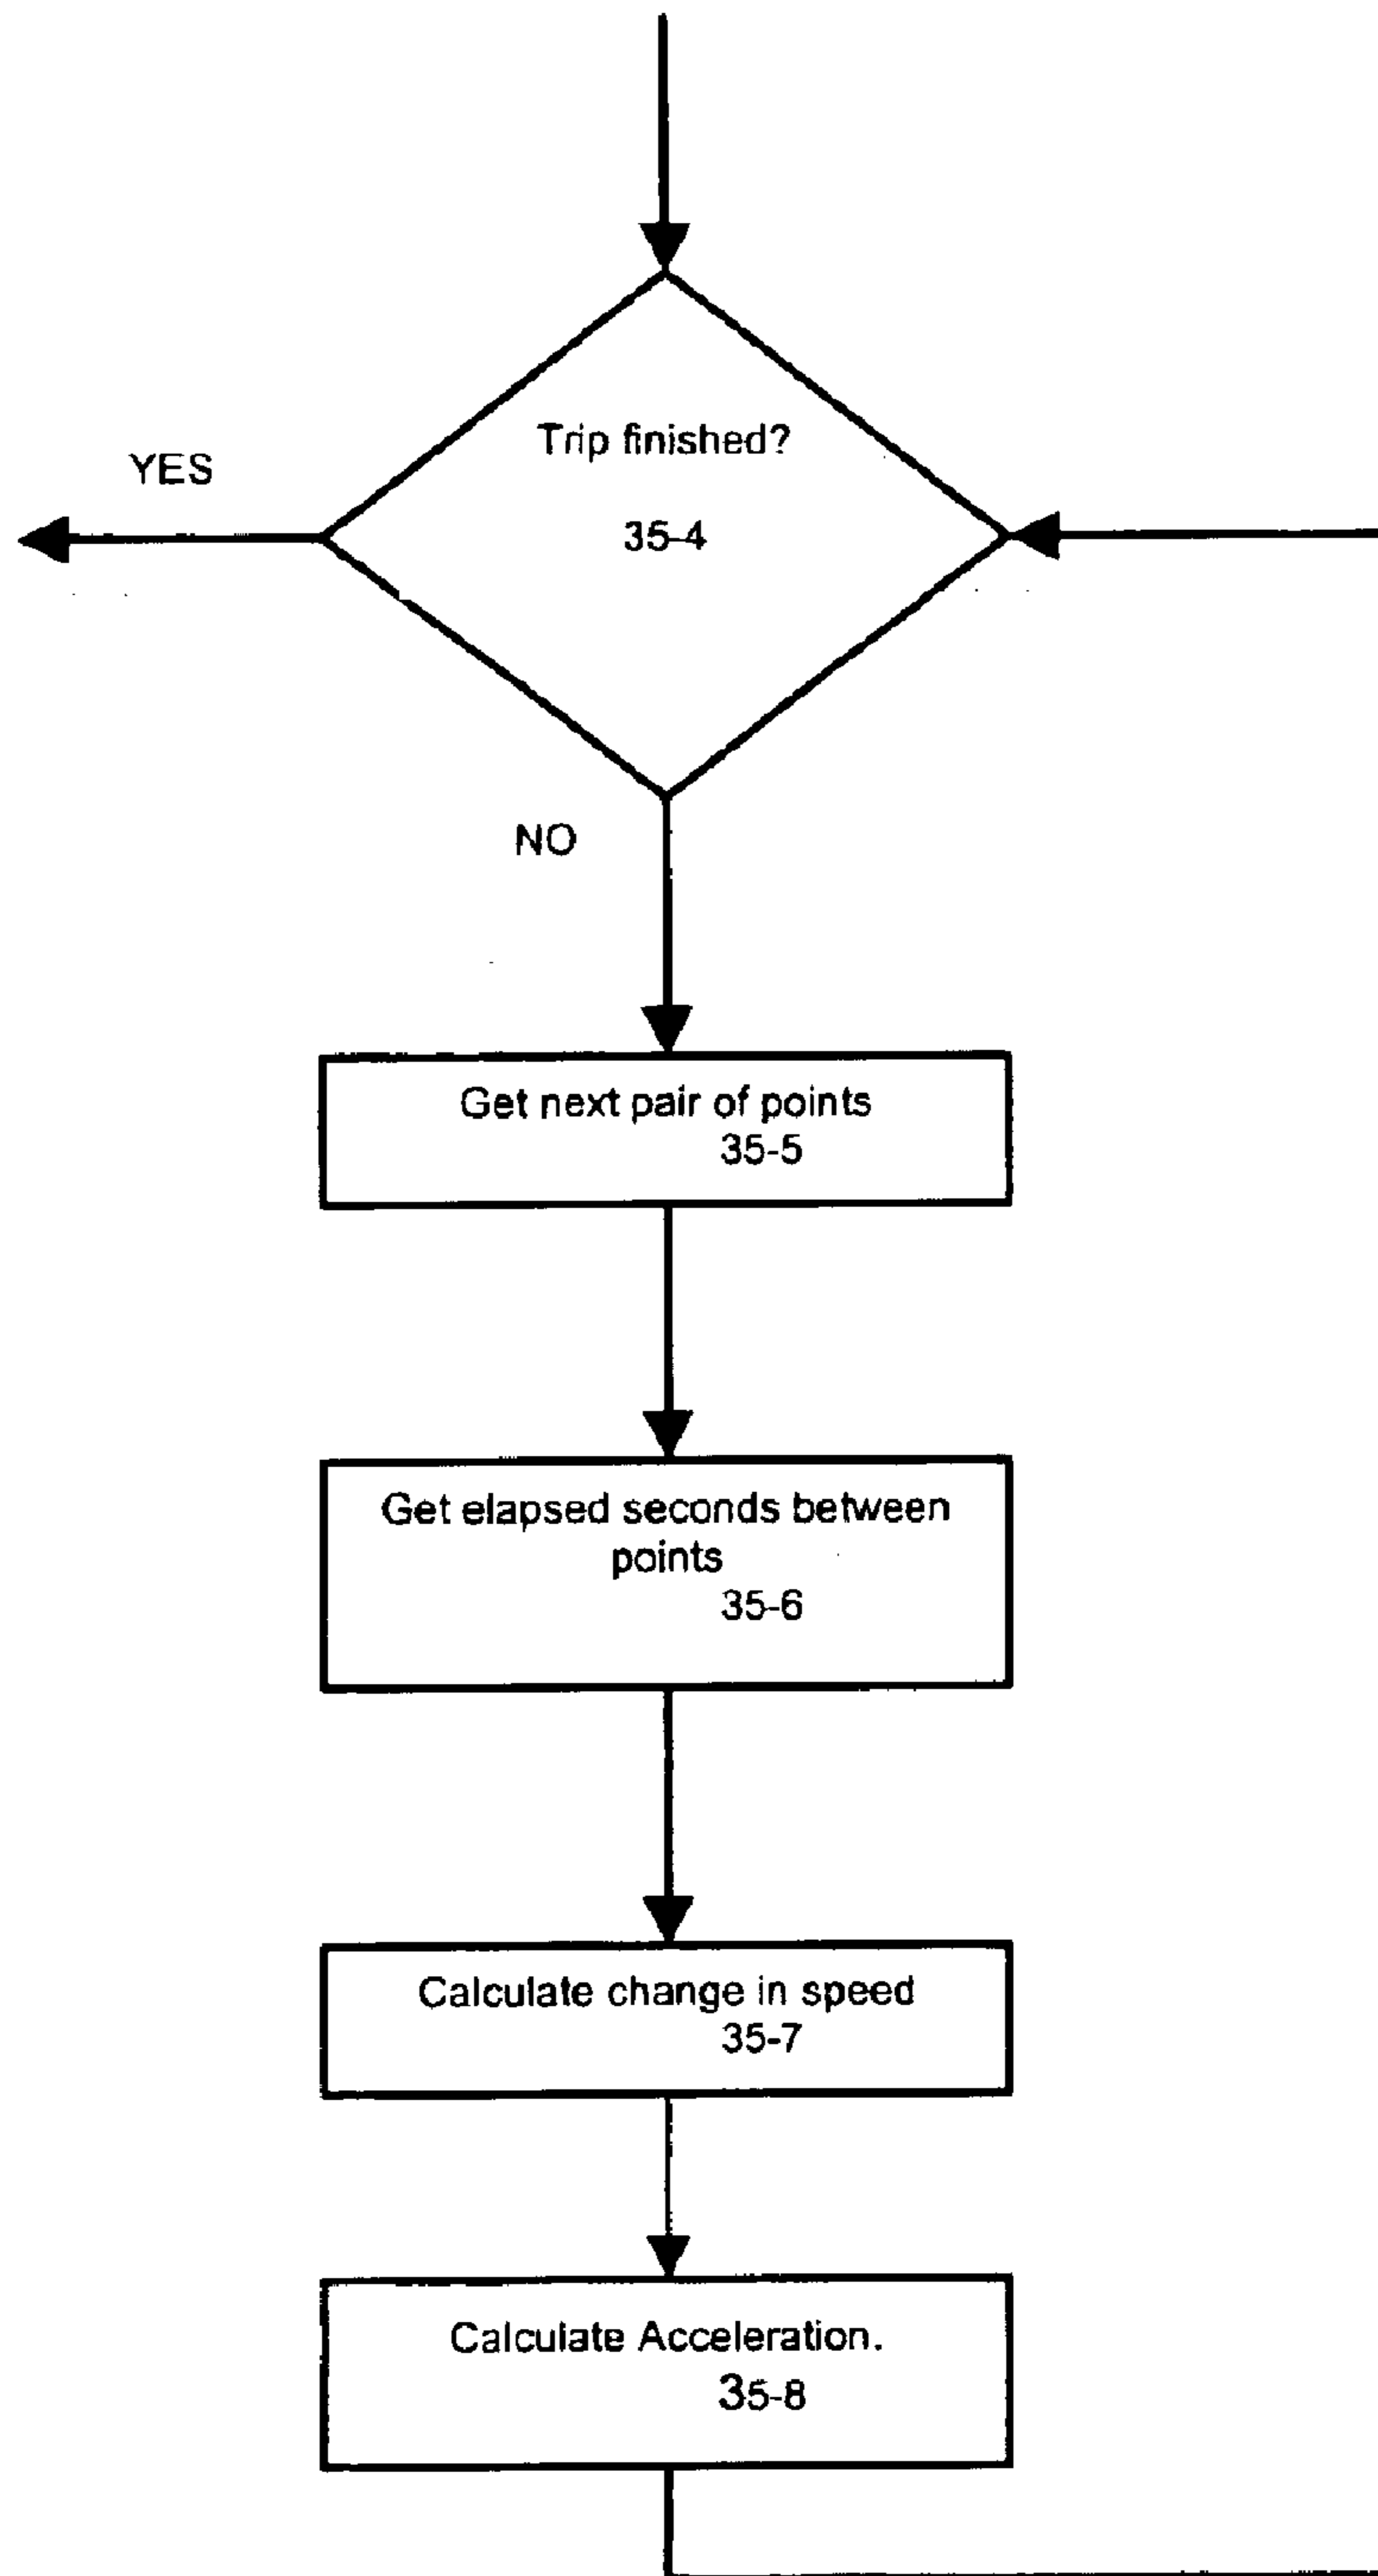 Trip finished?
YES
35-4
NO
Get next pair of points
35-5
Get elapsed seconds between
points
35-6
Calculate change in speed
35-7
Calculate Acceleration.
35-8